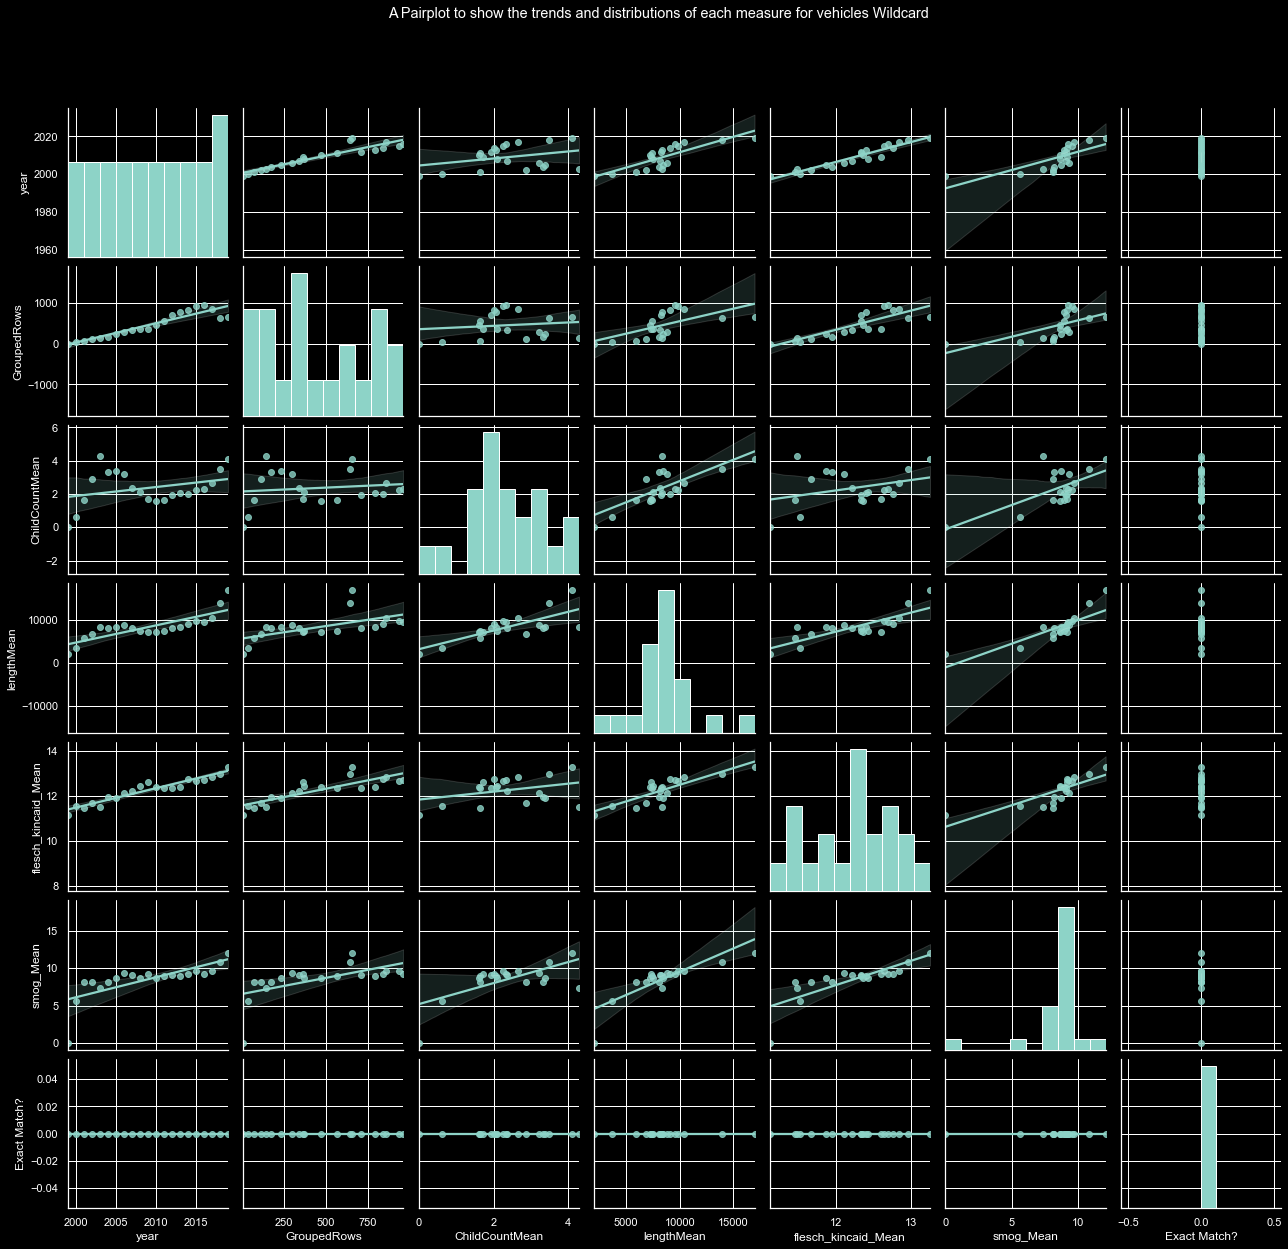 A Pairplot to show the trends and distributions of each measure for vehicles Wildcard
2020
2000
1980
1960
year
1000
0
−1000
GroupedRows
6
4
2
0
−2
ChildCountMean
10000
0
−10000
lengthMean
14
12
10
8
flesch_kincaid_Mean
15
10
5
0
smog_Mean
0.04
0.02
0.00
−0.02
−0.04
Exact Match?
2000 2005 2010 2015
250 500 750
0 2 4
5000 10000 15000
12 13
0 5 10
−0.5 0.0 0.5
year GroupedRows ChildCountMean lengthMean flesch_kincaid_Mean smog_Mean Exact Match?